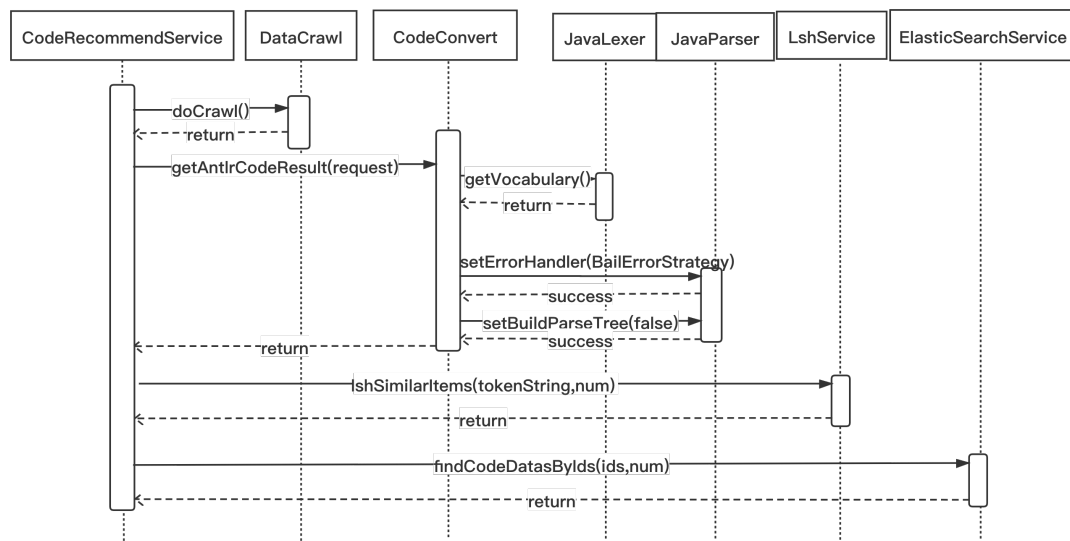 CodeRecommendService
DataCrawl
CodeConvert
JavaLexer
JavaParser
LshService
ElasticSearchService
doCrawl()
return
getAntlrCodeResult(request)
getVocabulary()
return
setErrorHandler(BailErrorStrategy)
success
setBuildParseTree(false)
success
return
lshSimilarItems(tokenString,num)
return
findCodeDatasByIds(ids,num)
return